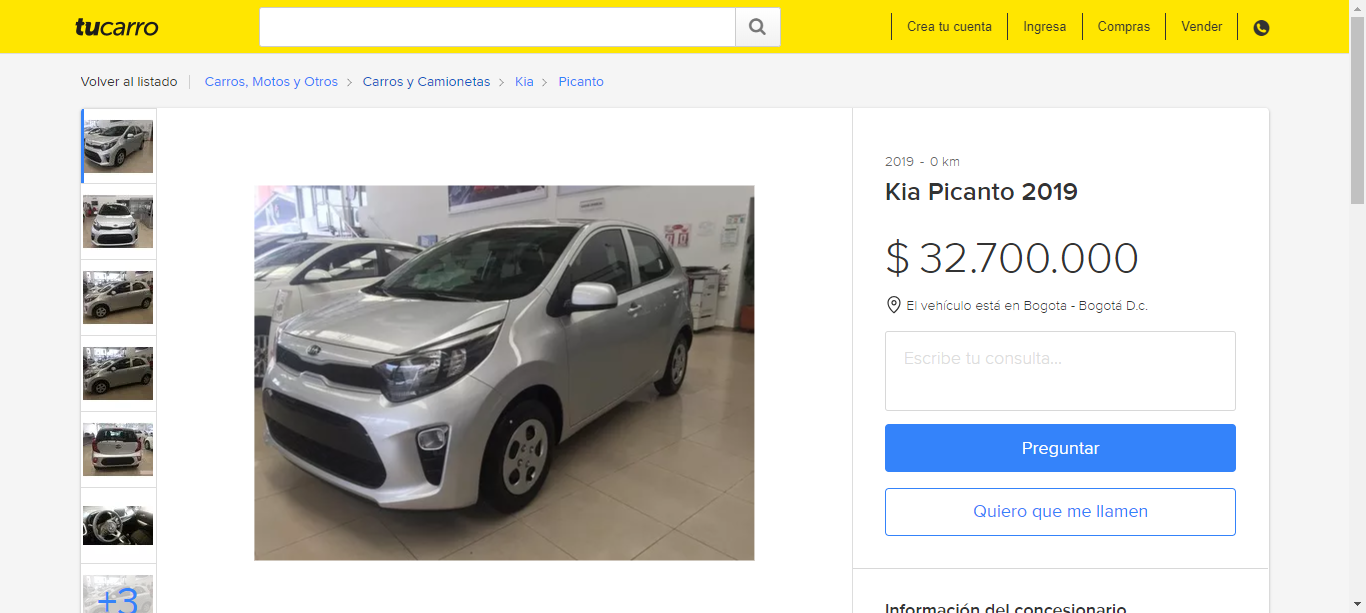 tucarro
Crea tu cuenta
Ingresa
Compras
Vender
Volver al listado
Carros, Motos y Otros
Carros y Camionetas
Kia
Picanto
2019 - 0 km
Kia Picanto 2019
$ 32.700.000
El vehículo está en Bogota - Bogotá D.c.
Escribe tu consulta...
Preguntar
Quiero que me llamen
+3
Información del concesionario